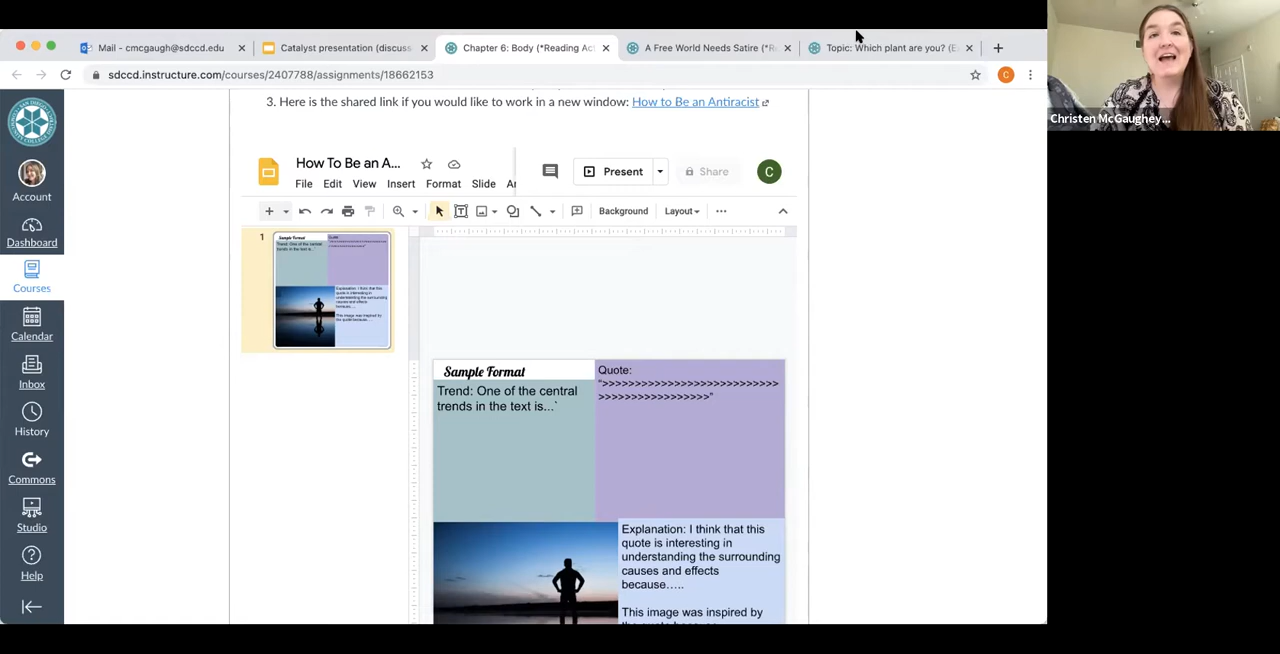 Mail - cmcgaugh@sdccd.edu
Catalyst presentation (discuss
Chapter 6: Body (*Reading Ac
A Free World Needs Satire (*R
Topic: Which plant are you? (E
sdccd.instructure.com/courses/2407788/assignments/18662153
C
Christen McGaughey...
Account
Dashboard
Courses
Calendar
Inbox
History
Commons
Studio
Help
3. Here is the shared link if you would like to work in a new window: How to Be an Antiracist
How To Be an A...
File Edit View Insert Format Slide Ar
Present
Share
C
Background
Layout
1
Sample Format
Trend: One of the central
trends in the text is...`
Quote:
">>>>>>>>>>>>>>>>>>>>>>>>>>>
>>>>>>>>>>>>>>>>>"
Explanation: I think that this
quote is interesting in
understanding the surrounding
causes and effects
because…..
This image was inspired by